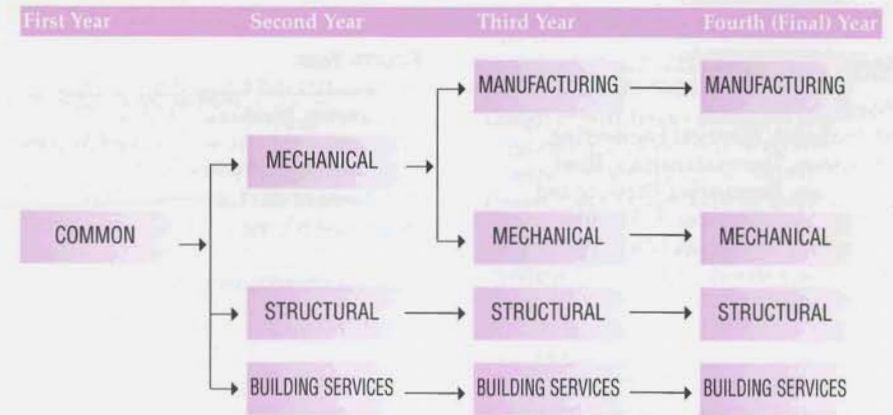 First Year Second Year Third Year Fourth (Final) Year
MANUFACTURING MANUFACTURING
MECHANICAL
COMMON MECHANICAL MECHANICAL
STRUCTURAL STRUCTURAL STRUCTURAL
BUILDING SERVICES BUILDING SERVICES BUILDING SERVICES